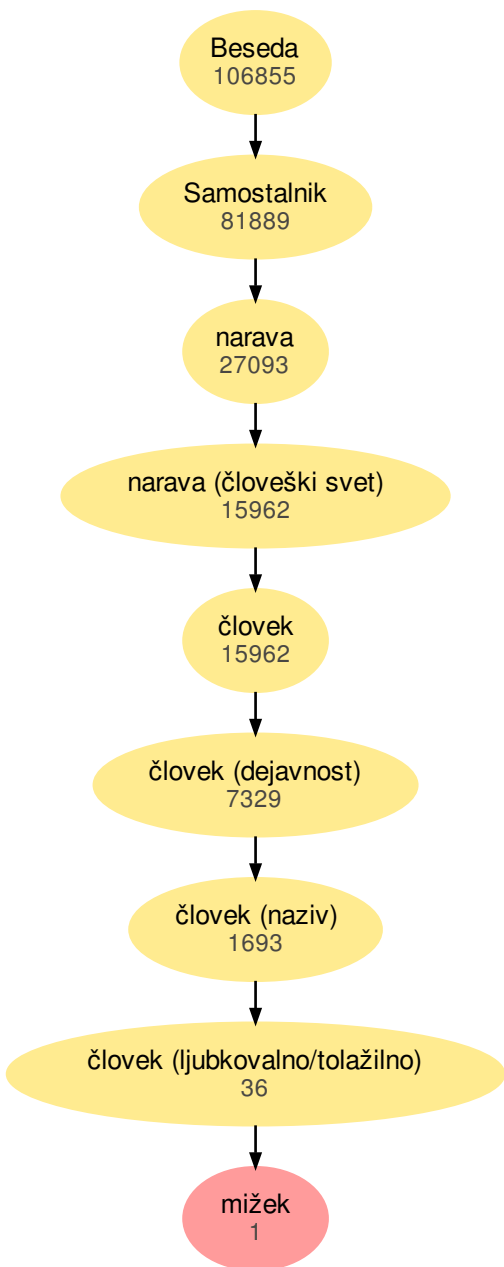 Beseda
106855
Samostalnik
81889
narava
27093
narava (človeški svet)
15962
človek
15962
človek (dejavnost)
7329
človek (naziv)
1693
človek (ljubkovalno/tolažilno)
36
mižek
1